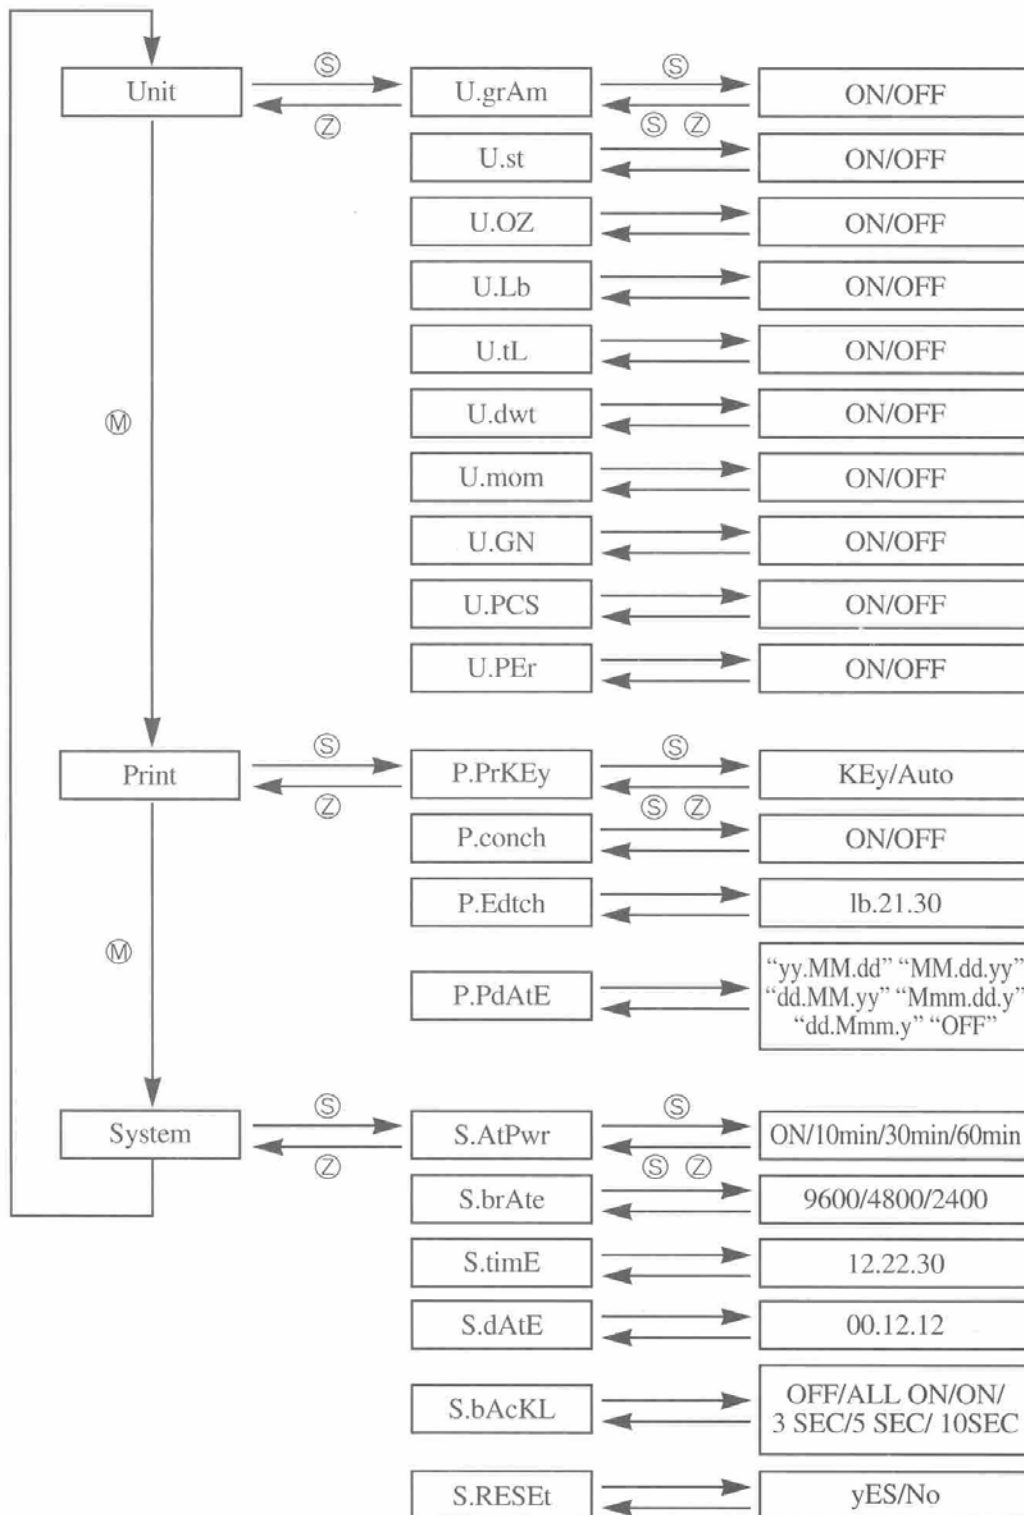 Unit Ⓢ U.grAm Ⓢ ON/OFF
Ⓩ Ⓢ Ⓩ
U.st ON/OFF
U.OZ ON/OFF
U.Lb ON/OFF
U.tL ON/OFF
U.dwt ON/OFF
Ⓜ
U.mom ON/OFF
U.GN ON/OFF
U.PCS ON/OFF
U.PEr ON/OFF
Print Ⓢ P.PrKEy Ⓢ KEy/Auto
Ⓩ Ⓢ Ⓩ
P.conch ON/OFF
P.Edtch lb.21.30
Ⓜ
P.PdAtE
“yy.MM.dd” “MM.dd.yy”
“dd.MM.yy” “Mmm.dd.y”
“dd.Mmm.y” “OFF”
System Ⓢ S.AtPwr Ⓢ ON/10min/30min/60min
Ⓩ Ⓢ Ⓩ
S.brAte 9600/4800/2400
S.timE 12.22.30
S.dAtE 00.12.12
S.bAcKL
OFF/ALL ON/ON/
3 SEC/5 SEC/ 10SEC
S.RESEt yES/No